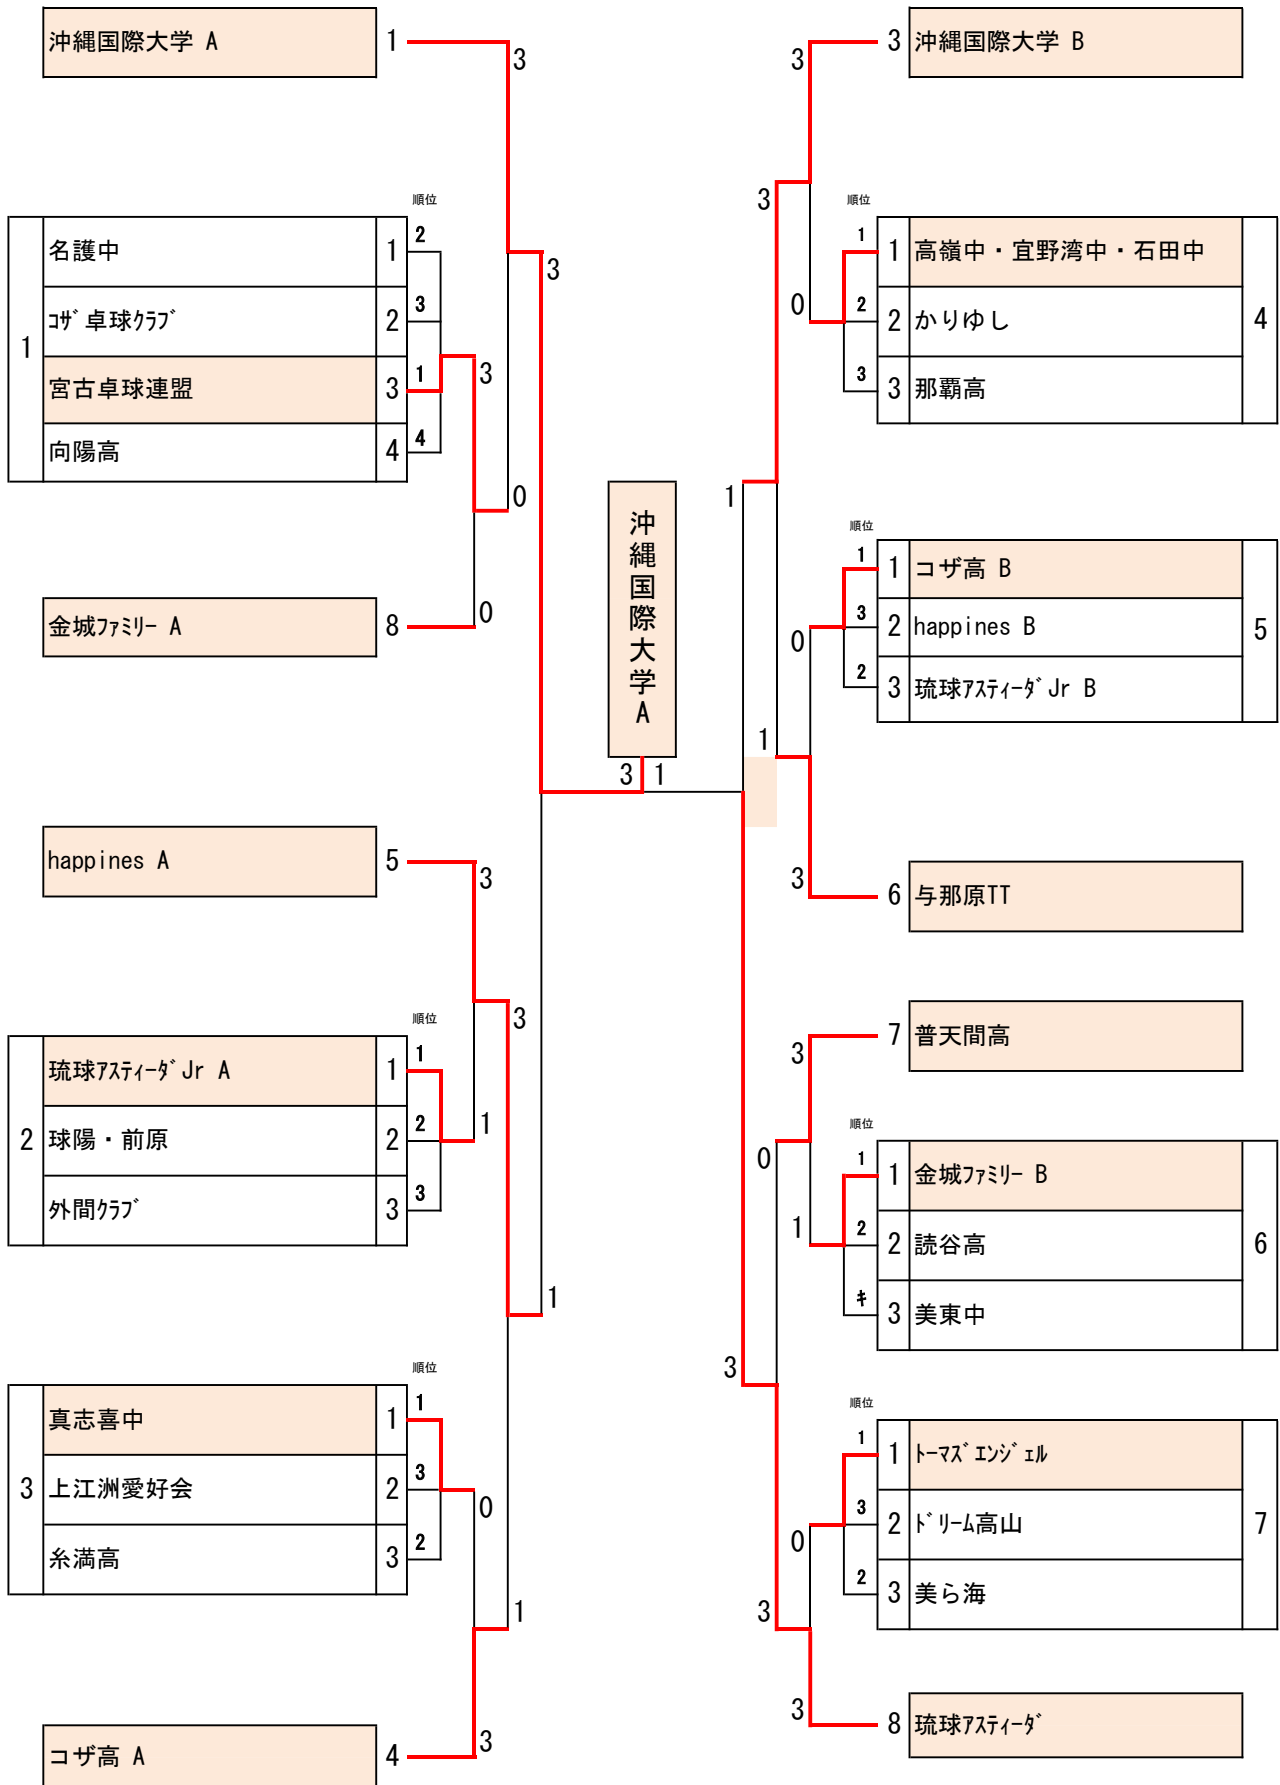 沖縄国際大学 A 1
3
順位
1
名護中 1 2
コザ卓球クラブ 2 3
宮古卓球連盟 3 1
向陽高 4 4
3
3
0
金城ファミリー A 8
0
happines A 5
3
順位
2
琉球アスティーダJr A 1 1
球陽・前原 2 2
外間クラブ 3 3
3
1
1
順位
3
真志喜中 1 1
上江洲愛好会 2 3
糸満高 3 2
0
1
コザ高 A 4
3
沖縄国際大学A
3 1
3 3 沖縄国際大学 B
3
順位
1 1 高嶺中・宜野湾中・石田中
2 2 かりゆし
3 3 那覇高
4
0
1
順位
1 1 コザ高 B
3 2 happines B
2 3 琉球アスティーダJr B
5
0
1
3 6 与那原TT
7 普天間高
3
順位
1 1 金城ファミリー B
2 2 読谷高
キ 3 美東中
6
0
1
3
順位
1 1 トーマズエンジェル
3 2 ドリーム高山
2 3 美ら海
7
0
3
3 8 琉球アスティーダ